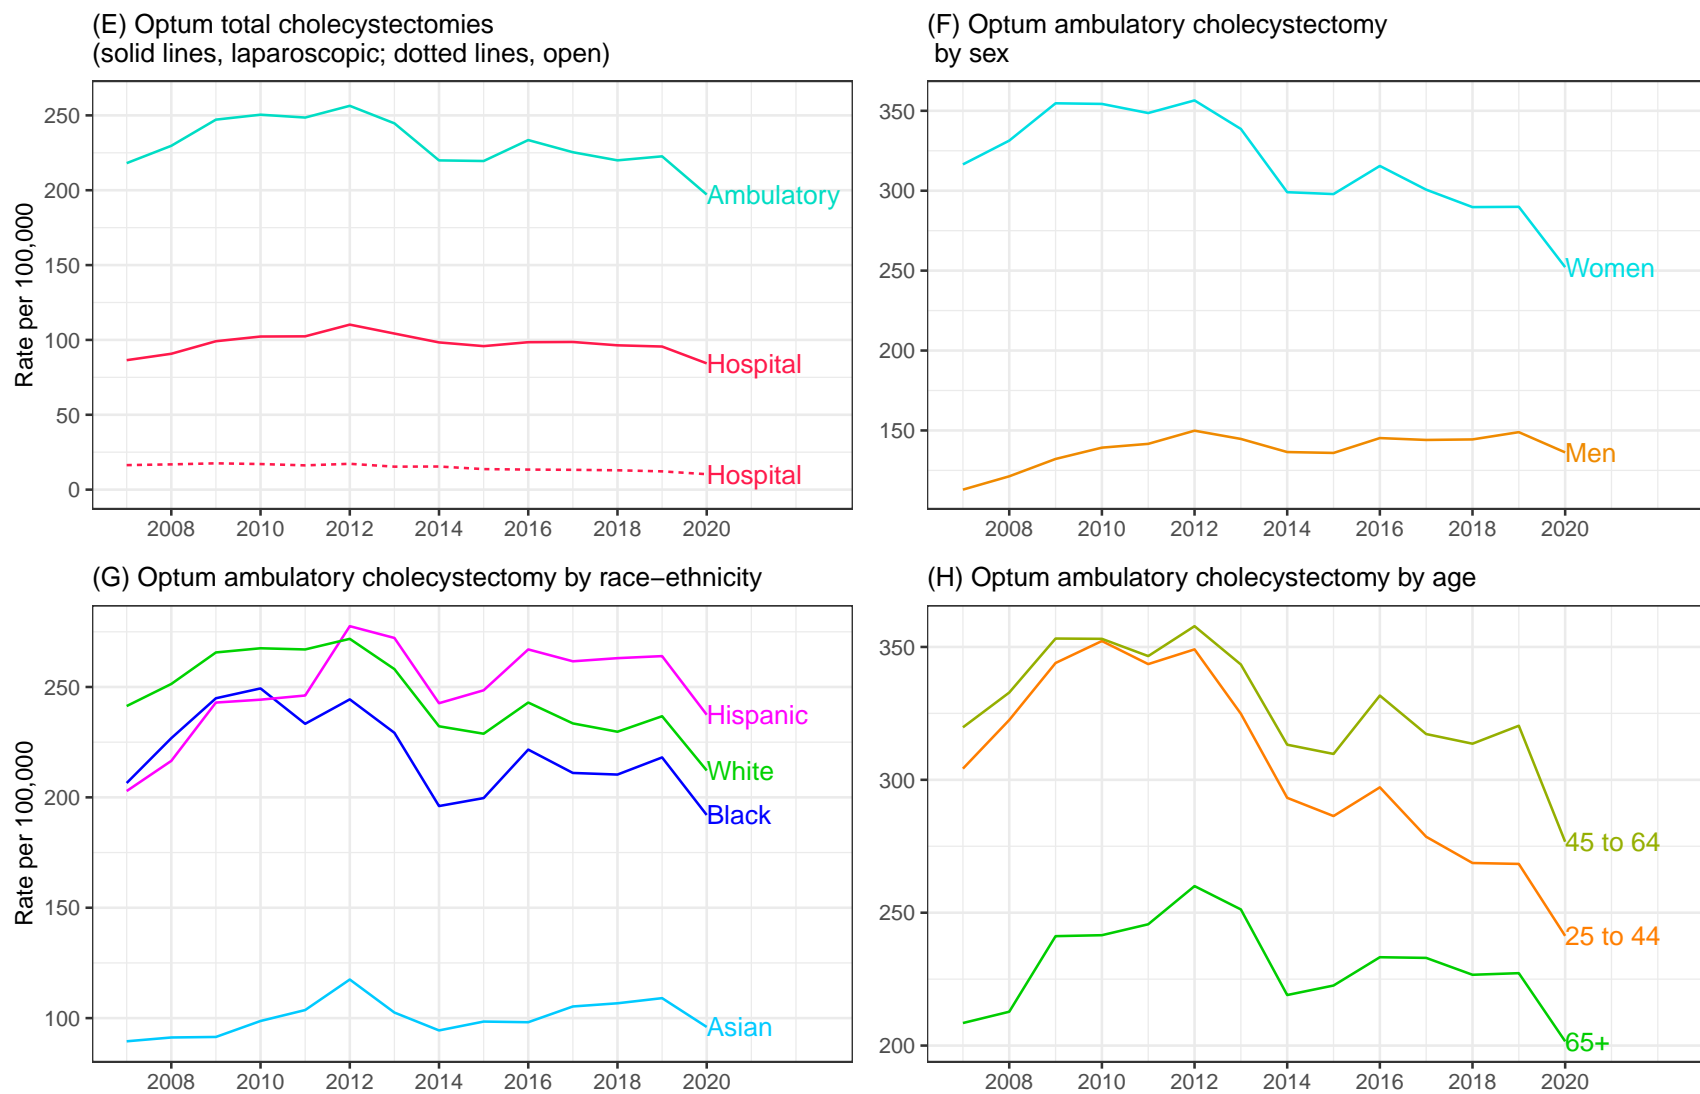 (E) Optum total cholecystectomies
(solid lines, laparoscopic; dotted lines, open)
Rate per 100,000
250
200
150
100
50
0
Ambulatory
Hospital
Hospital
2008 2010 2012 2014 2016 2018 2020
(F) Optum ambulatory cholecystectomy
by sex
350
300
250
200
150
Women
Men
2008 2010 2012 2014 2016 2018 2020
(G) Optum ambulatory cholecystectomy by race−ethnicity
Rate per 100,000
250
200
150
100
Hispanic
White
Black
Asian
2008 2010 2012 2014 2016 2018 2020
(H) Optum ambulatory cholecystectomy by age
350
300
250
200
45 to 64
25 to 44
65+
2008 2010 2012 2014 2016 2018 2020